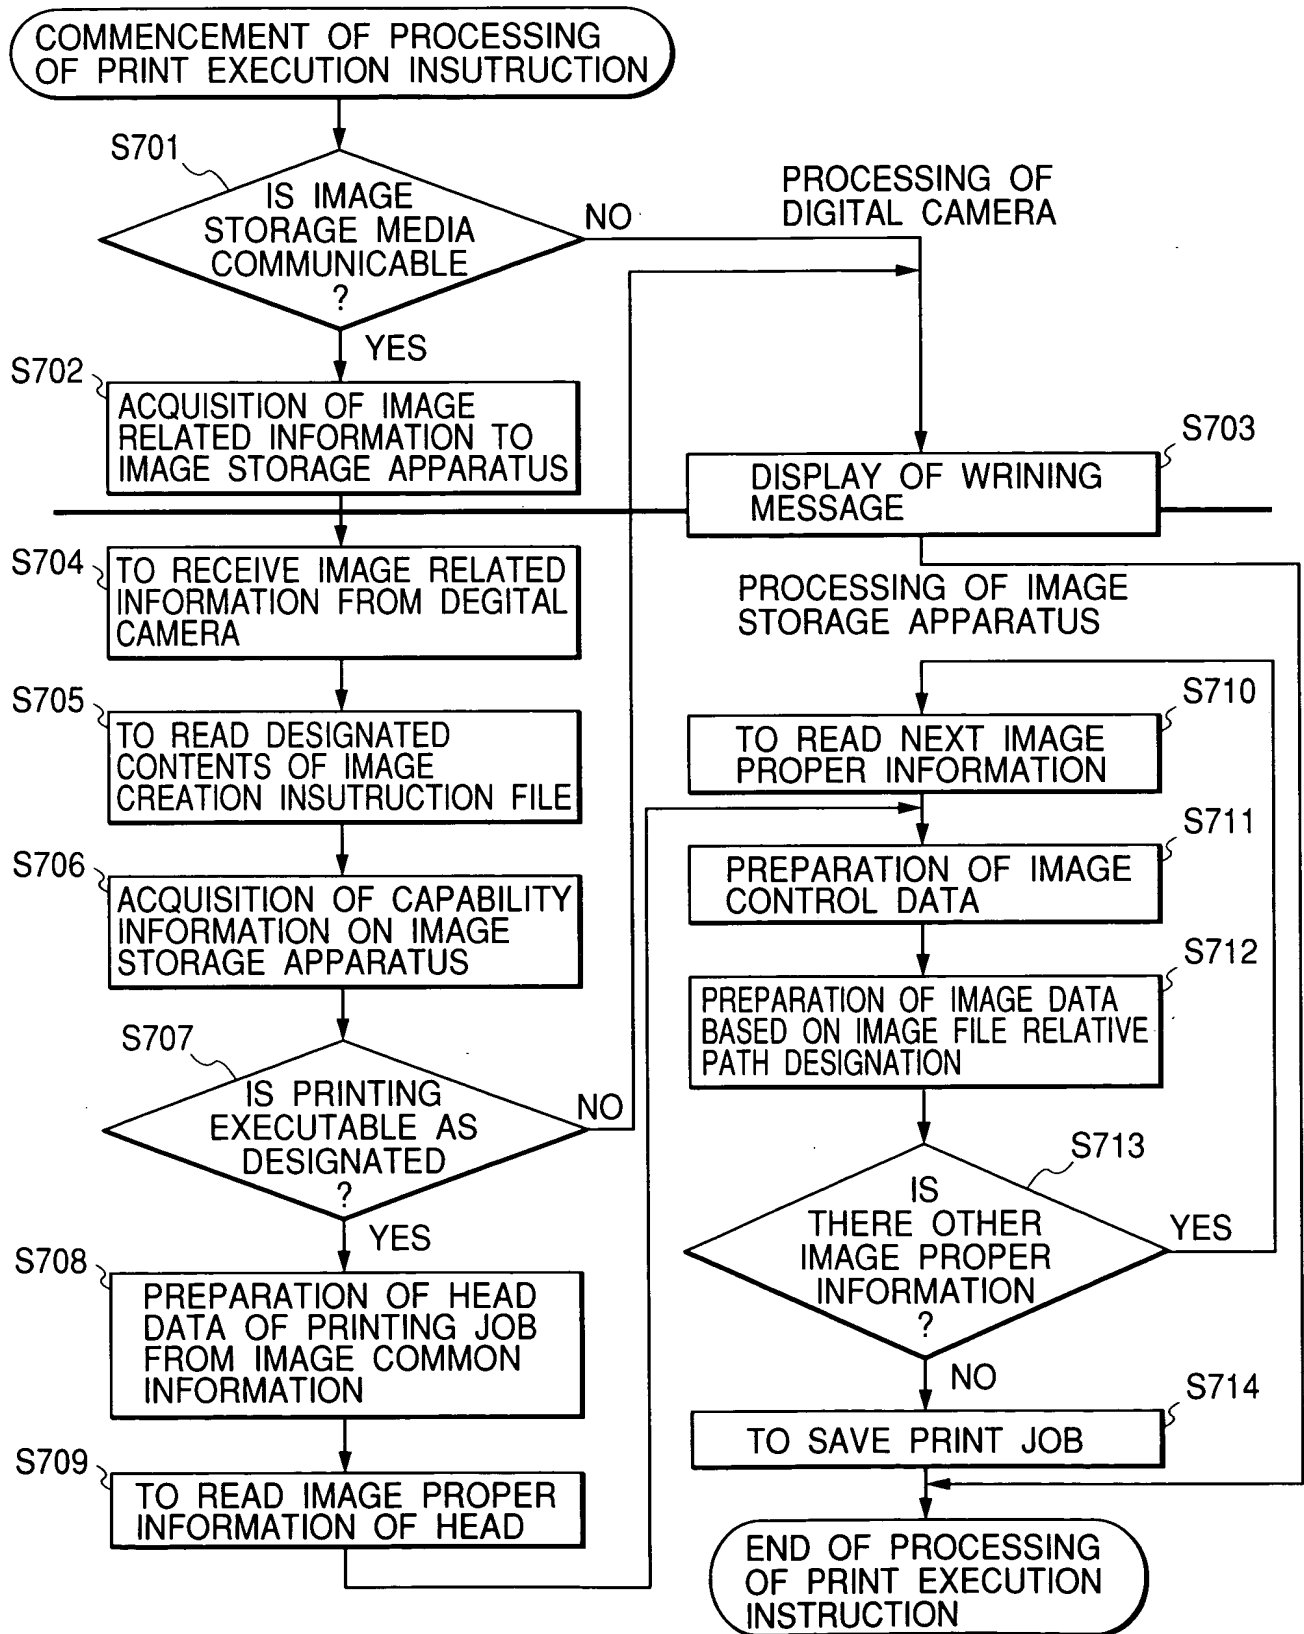 COMMENCEMENT OF PROCESSING
OF PRINT EXECUTION INSUTRUCTION
S701
IS IMAGE
STORAGE MEDIA
COMMUNICABLE
?
NO
YES
PROCESSING OF
DIGITAL CAMERA
S702
ACQUISITION OF IMAGE
RELATED INFORMATION TO
IMAGE STORAGE APPARATUS
S703
DISPLAY OF WRINING
MESSAGE
S704
TO RECEIVE IMAGE RELATED
INFORMATION FROM DEGITAL
CAMERA
PROCESSING OF IMAGE
STORAGE APPARATUS
S705
TO READ DESIGNATED
CONTENTS OF IMAGE
CREATION INSUTRUCTION FILE
S706
ACQUISITION OF CAPABILITY
INFORMATION ON IMAGE
STORAGE APPARATUS
S707
IS PRINTING
EXECUTABLE AS
DESIGNATED
?
NO
YES
S708
PREPARATION OF HEAD
DATA OF PRINTING JOB
FROM IMAGE COMMON
INFORMATION
S709
TO READ IMAGE PROPER
INFORMATION OF HEAD
S710
TO READ NEXT IMAGE
PROPER INFORMATION
S711
PREPARATION OF IMAGE
CONTROL DATA
S712
PREPARATION OF IMAGE DATA
BASED ON IMAGE FILE RELATIVE
PATH DESIGNATION
S713
IS
THERE OTHER
IMAGE PROPER
INFORMATION
?
YES
NO
S714
TO SAVE PRINT JOB
END OF PROCESSING
OF PRINT EXECUTION
INSTRUCTION